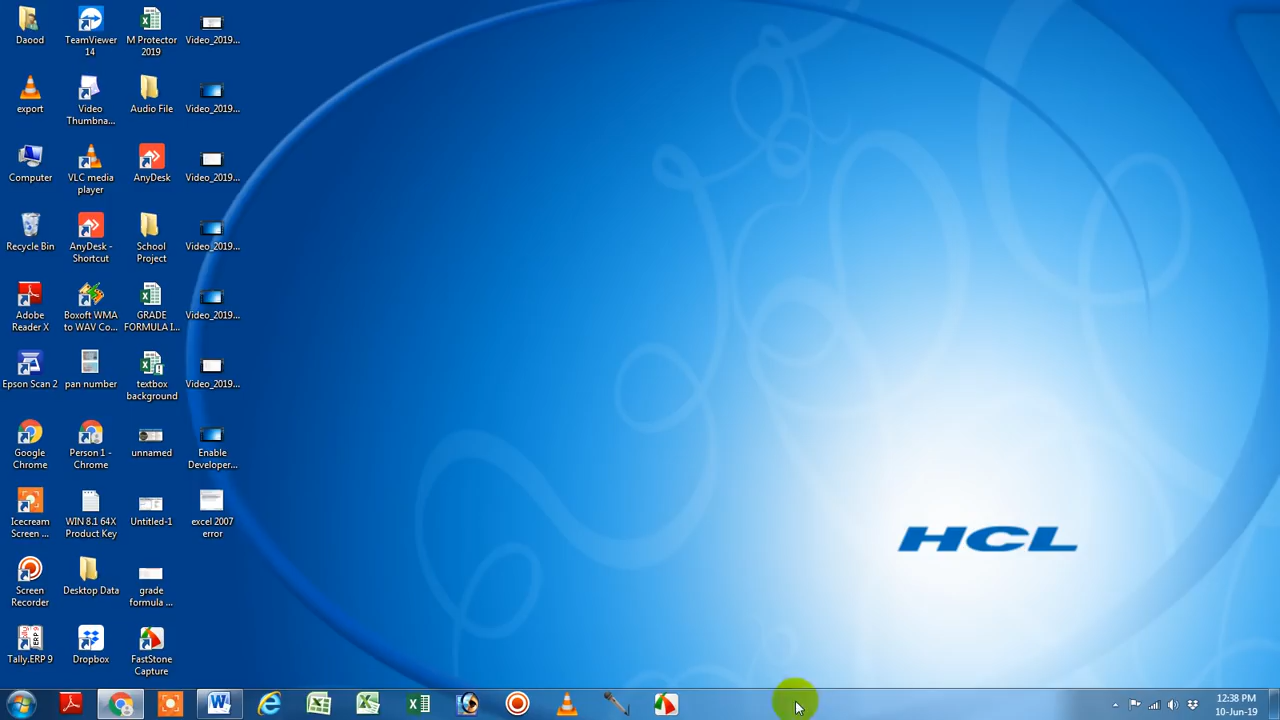 Daood
TeamViewer
14
M Protector
2019
Video_2019...
export
Video
Thumbna...
Audio File
Video_2019...
Computer
VLC media
player
AnyDesk
Video_2019...
Recycle Bin
AnyDesk -
Shortcut
School
Project
Video_2019...
Adobe
Reader X
Boxoft WMA
to WAV Co...
GRADE
FORMULA I...
Video_2019...
Epson Scan 2
pan number
textbox
background
Video_2019...
Google
Chrome
Person 1 -
Chrome
unnamed
Enable
Developer...
Icecream
Screen ...
WIN 8.1 64X
Product Key
Untitled-1
excel 2007
error
Screen
Recorder
Desktop Data
grade
formula ...
Tally.ERP 9
Dropbox
FastStone
Capture
HCL
12:38 PM
10-Jun-19